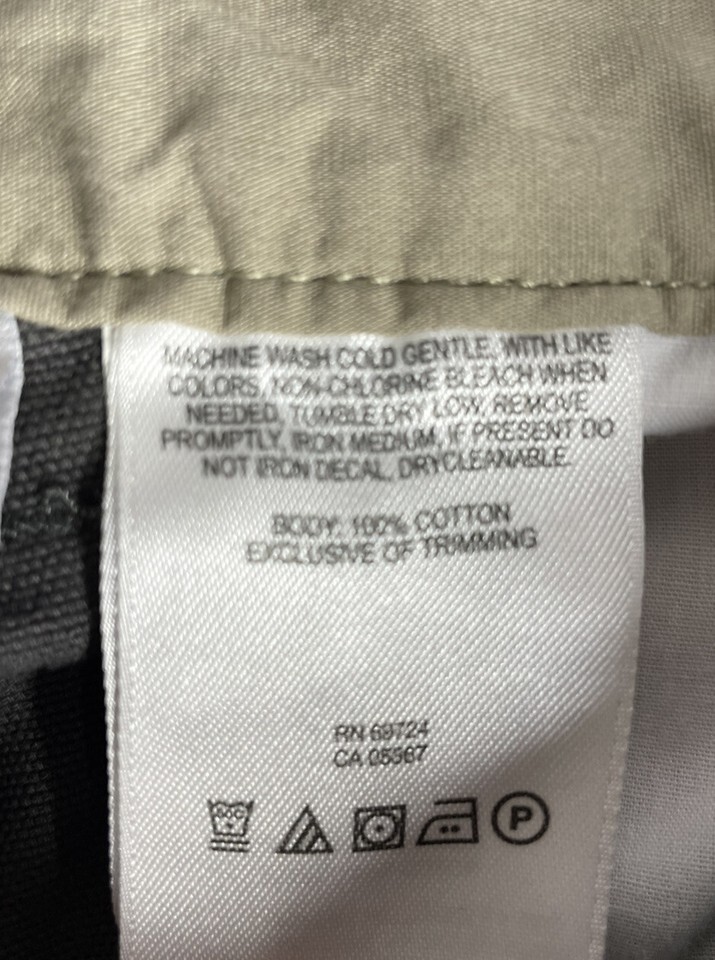 MACHINE WASH COLD GENTLE, WITH LIKE
COLORS, NON-CHLORINE BLEACH WHEN
NEEDED, TUMBLE DRY LOW, REMOVE
PROMPTLY, IRON MEDIUM, IF PRESENT DO
NOT IRON DECAL, DRYCLEANABLE.
BODY: 100% COTTON
EXCLUSIVE OF TRIMMING
RN 69724
CA 05367
P